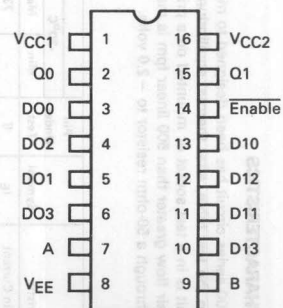 VCC1 1 16 VCC2
Q0 2 15 Q1
DO0 3 14 Enable
DO2 4 13 D10
DO1 5 12 D12
DO3 6 11 D11
A 7 10 D13
VEE 8 9 B